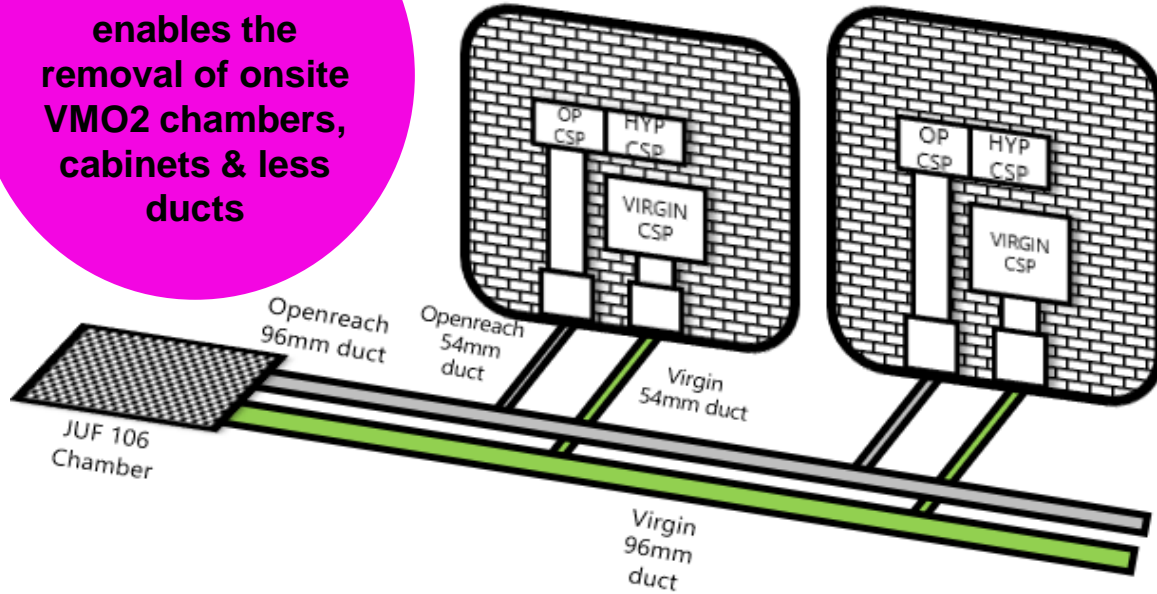 enables the
removal of onsite
VMO2 chambers,
cabinets & less
ducts
OP
CSP
HYP
CSP
VIRGIN
CSP
OP
CSP
HYP
CSP
VIRGIN
CSP
Openreach
96mm duct
Openreach
54mm
duct
Virgin
54mm duct
JUF 106
Chamber
Virgin
96mm
duct